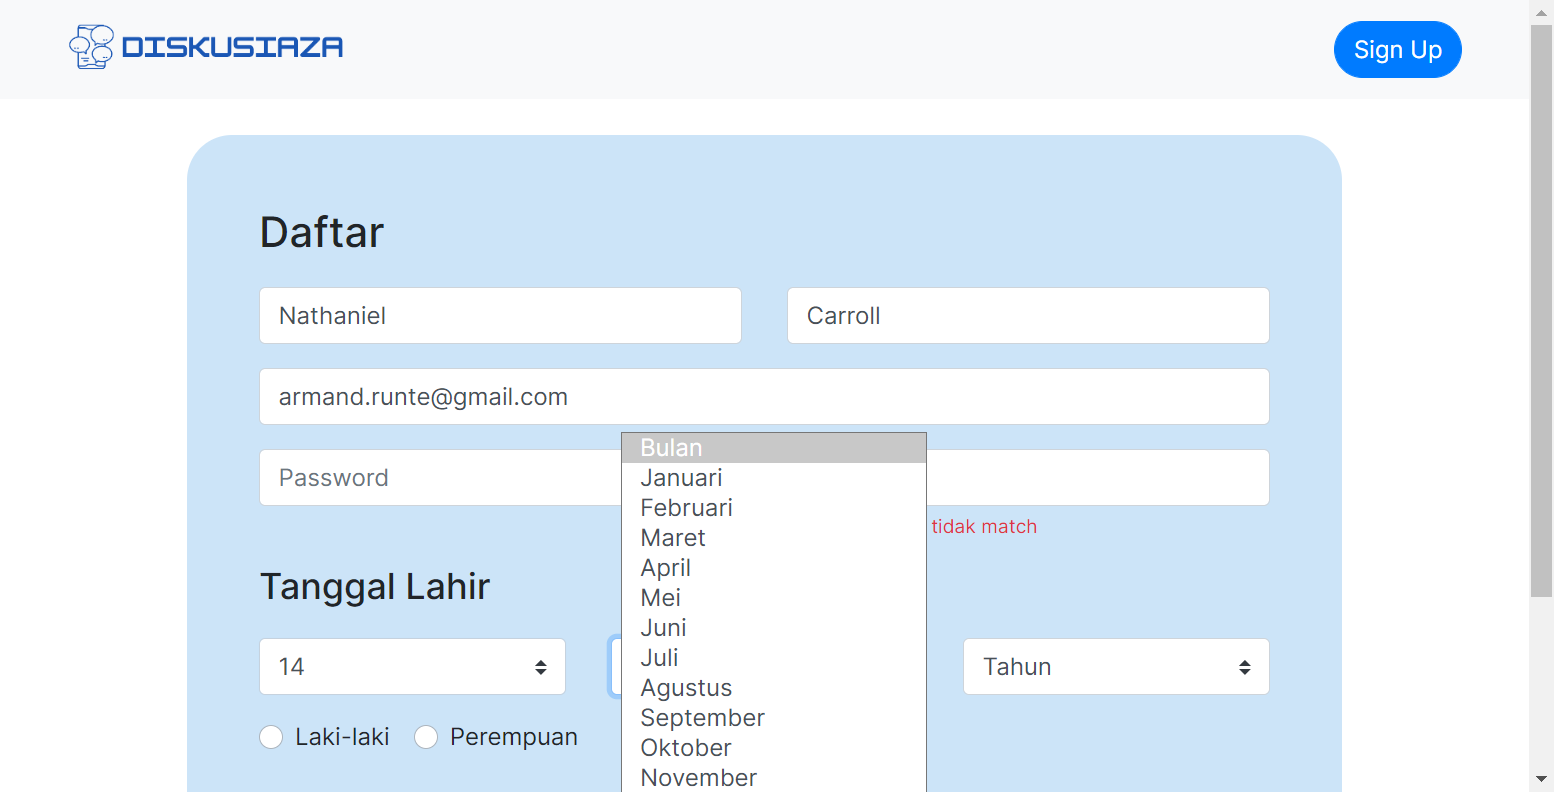 DISKUSIAZA
Sign Up
Daftar
Nathaniel
Carroll
armand.runte@gmail.com
Password
tidak match
Tanggal Lahir
14
Bulan
Januari
Februari
Maret
April
Mei
Juni
Juli
Agustus
September
Oktober
November
Tahun
Laki-laki
Perempuan